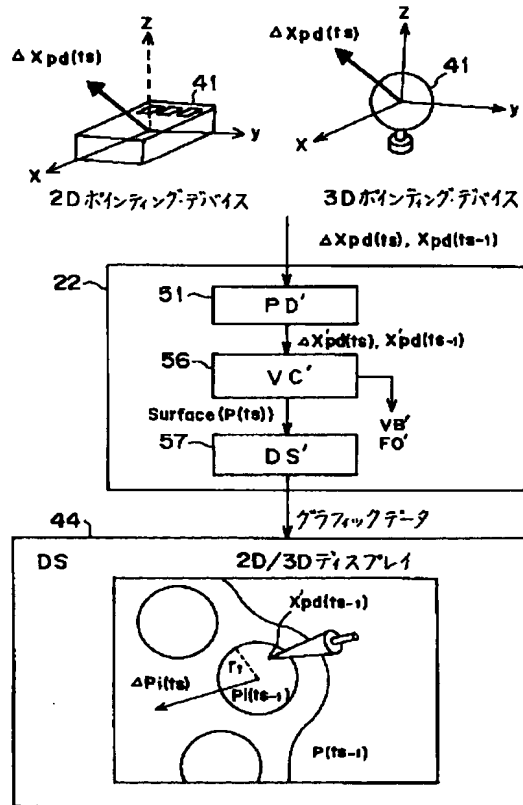 Z
Z
ΔXpd(ts)
41
ΔXpd(ts)
41
y
y
X
X
2Dポインティング・デバイス
3Dポインティング・デバイス
ΔXpd(ts), Xpd(ts-1)
22
51
PD'
ΔX'pd(ts), X'pd(ts-1)
56
VC'
Surface(P(ts))
VB'
FO'
57
DS'
44
グラフィックデータ
DS
2D/3Dディスプレイ
X'pd(ts-1)
rT
ΔPi(ts)
Pi(ts-1)
P(ts-1)